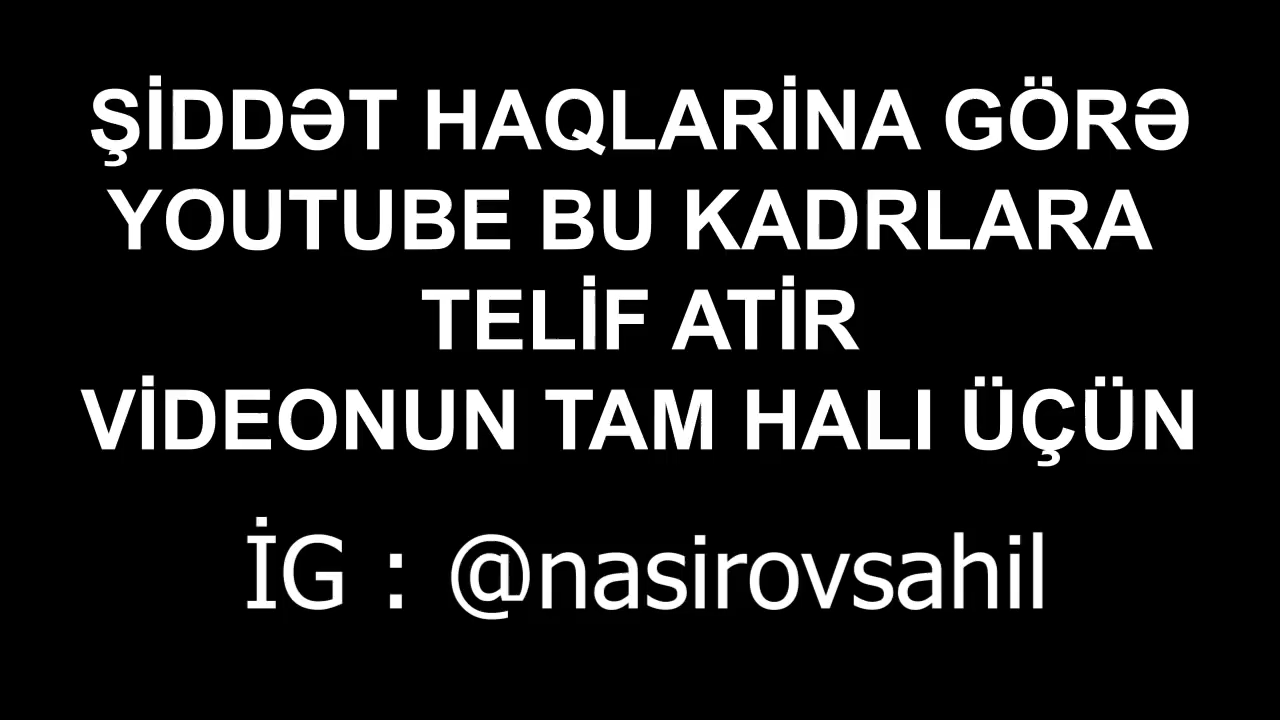 ŞİDDƏT HAQLARİNA GÖRƏ
YOUTUBE BU KADRLARA
TELİF ATİR
VİDEONUN TAM HALI ÜÇÜN
İG : @nasirovsahil